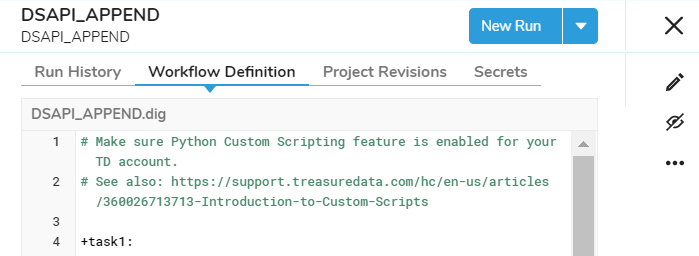 DSAPI_APPEND
DSAPI_APPEND
New Run
Run History Workflow Definition Project Revisions Secrets
DSAPI_APPEND.dig
1 # Make sure Python Custom Scripting feature is enabled for your
TD account.
2 # See also: https://support.treasuredata.com/hc/en-us/articles
/360026713713-Introduction-to-Custom-Scripts
3
4 +task1: